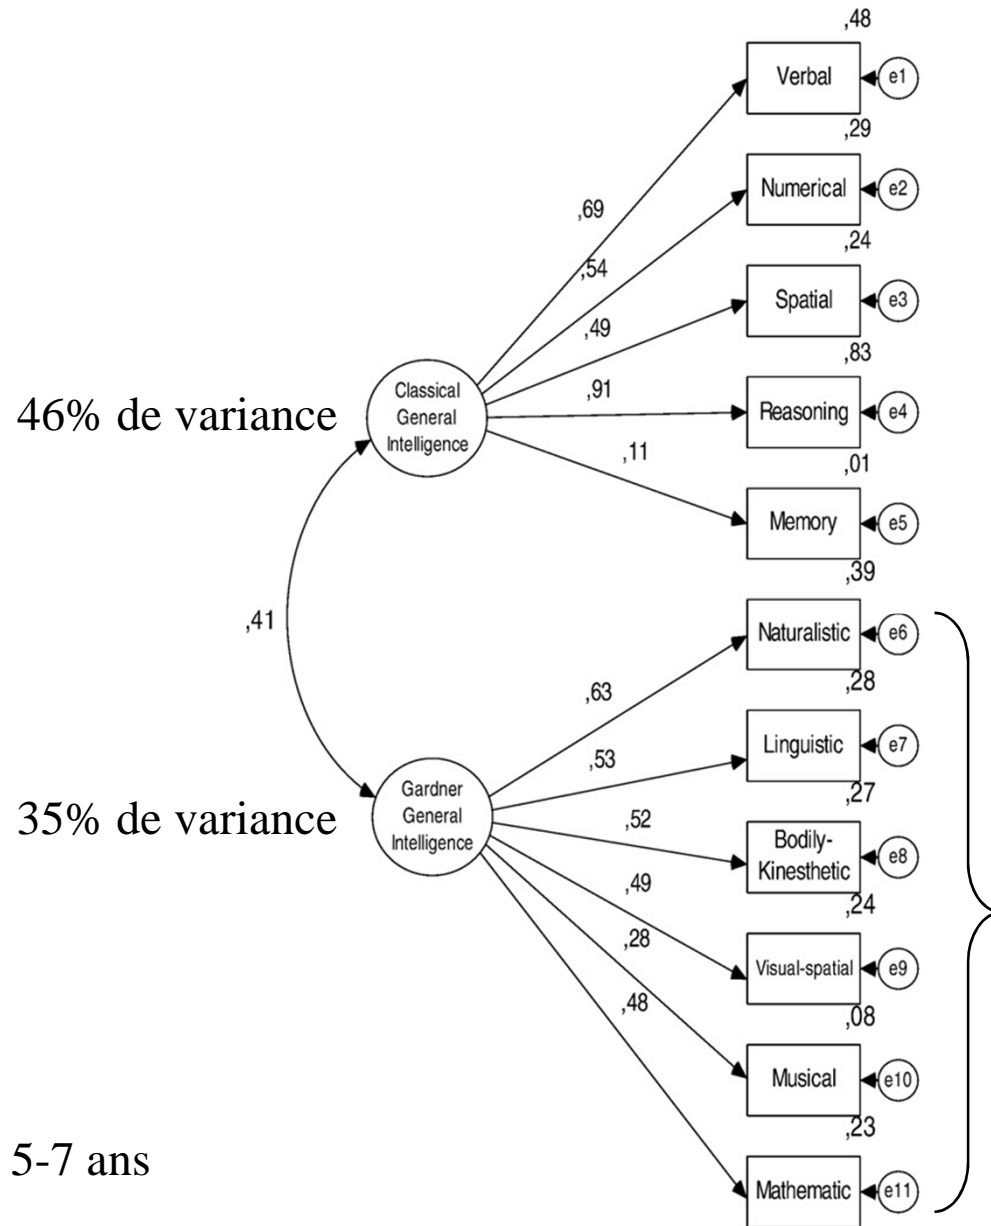 ,48
Verbal
e1
,29
Numerical
e2
,69
,24
,54
Spatial
e3
,49
,83
Classical
General
Intelligence
,91
Reasoning
e4
46% de variance
,11
,01
Memory
e5
,39
,41
Naturalistic
e6
,63
,28
Linguistic
e7
,53
,27
Gardner
General
Intelligence
35% de variance
,52
Bodily-
Kinesthetic
e8
,49
,24
,28
Visual-spatial
e9
,48
,08
Musical
e10
,23
5-7 ans
Mathematic
e11